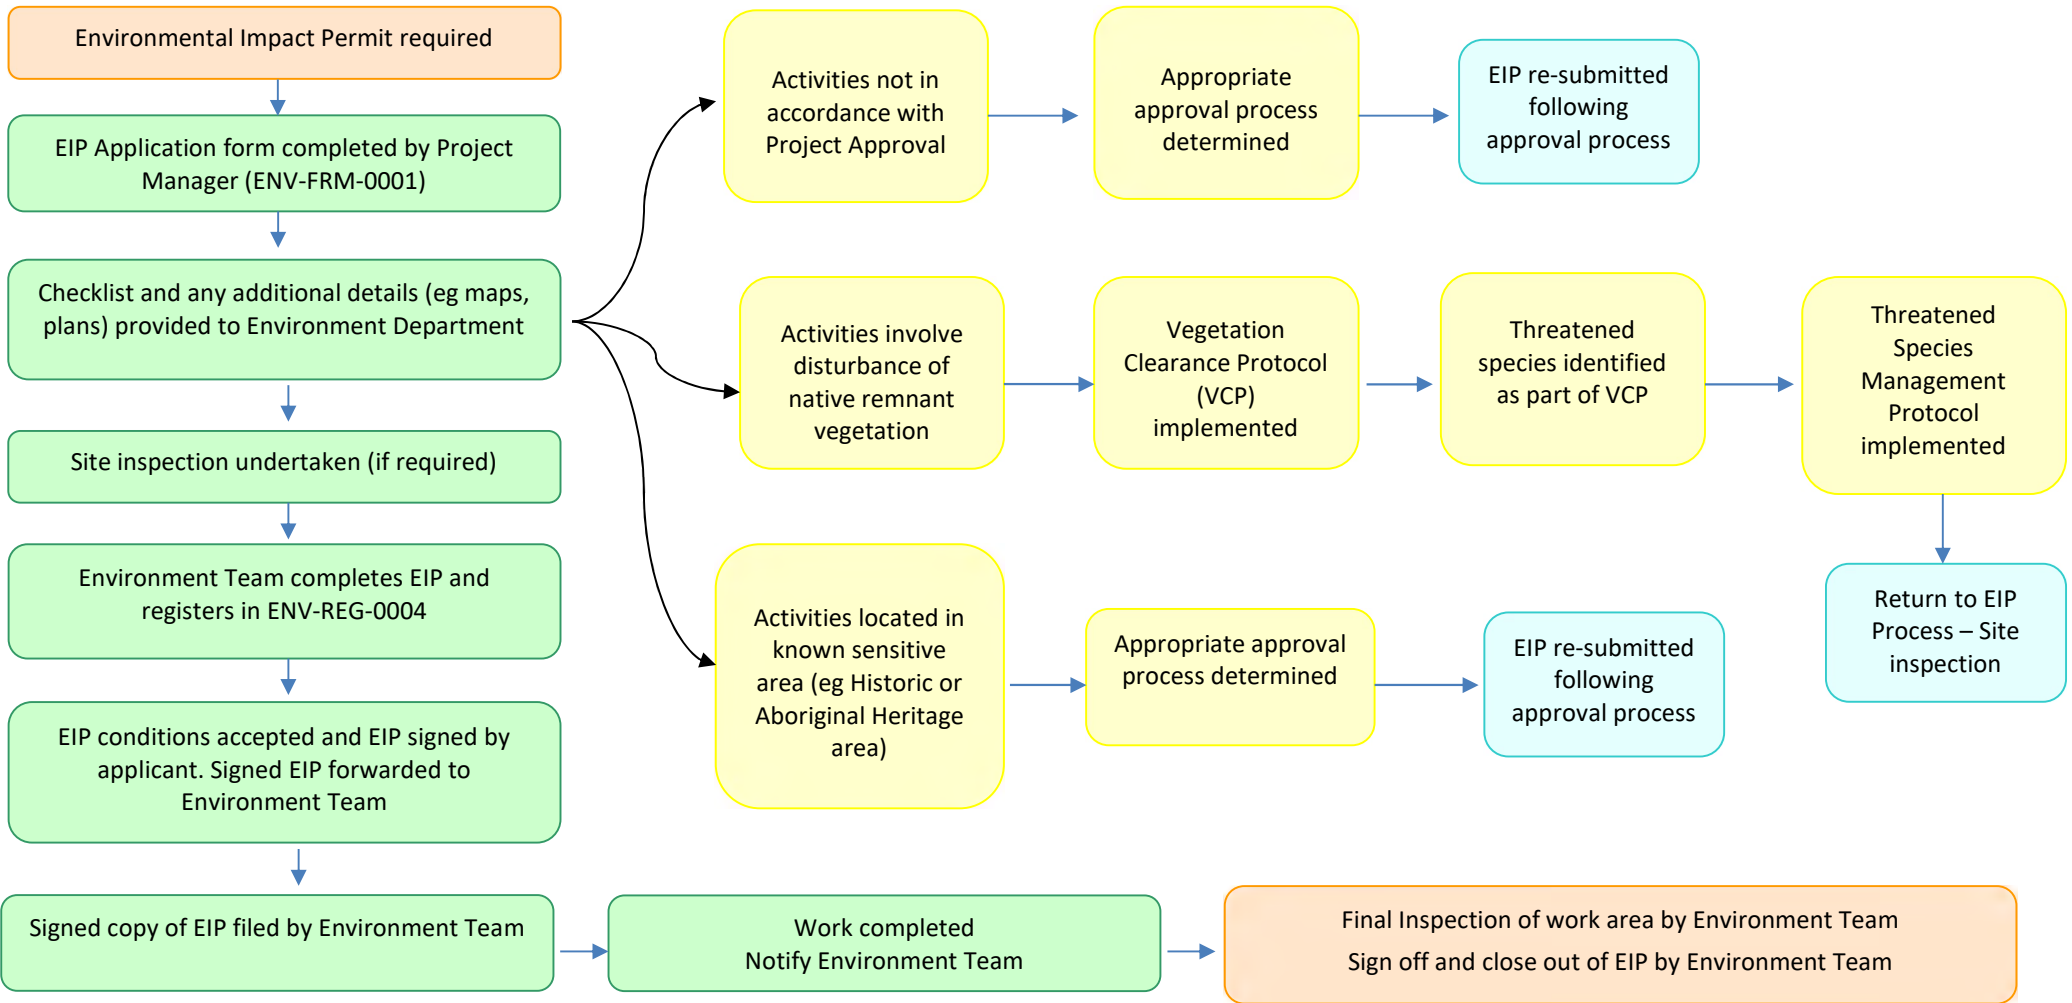 Environmental Impact Permit required
EIP Application form completed by Project
Manager (ENV-FRM-0001)
Checklist and any additional details (eg maps,
plans) provided to Environment Department
Site inspection undertaken (if required)
Environment Team completes EIP and
registers in ENV-REG-0004
EIP conditions accepted and EIP signed by
applicant. Signed EIP forwarded to
Environment Team
Signed copy of EIP filed by Environment Team
Work completed
Notify Environment Team
Final Inspection of work area by Environment Team
Sign off and close out of EIP by Environment Team
Activities not in
accordance with
Project Approval
Appropriate
approval process
determined
EIP re-submitted
following
approval process
Activities involve
disturbance of
native remnant
vegetation
Vegetation
Clearance Protocol
(VCP)
implemented
Threatened
species identified
as part of VCP
Threatened
Species
Management
Protocol
implemented
Return to EIP
Process – Site
inspection
Activities located in
known sensitive
area (eg Historic or
Aboriginal Heritage
area)
Appropriate approval
process determined
EIP re-submitted
following
approval process